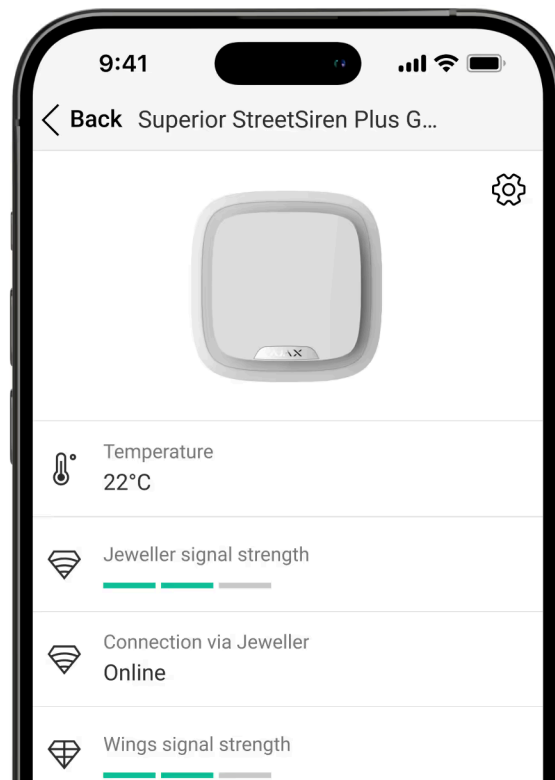 9:41
Back Superior StreetSiren Plus G...
Temperature
22°C
Jeweller signal strength
Connection via Jeweller
Online
Wings signal strength